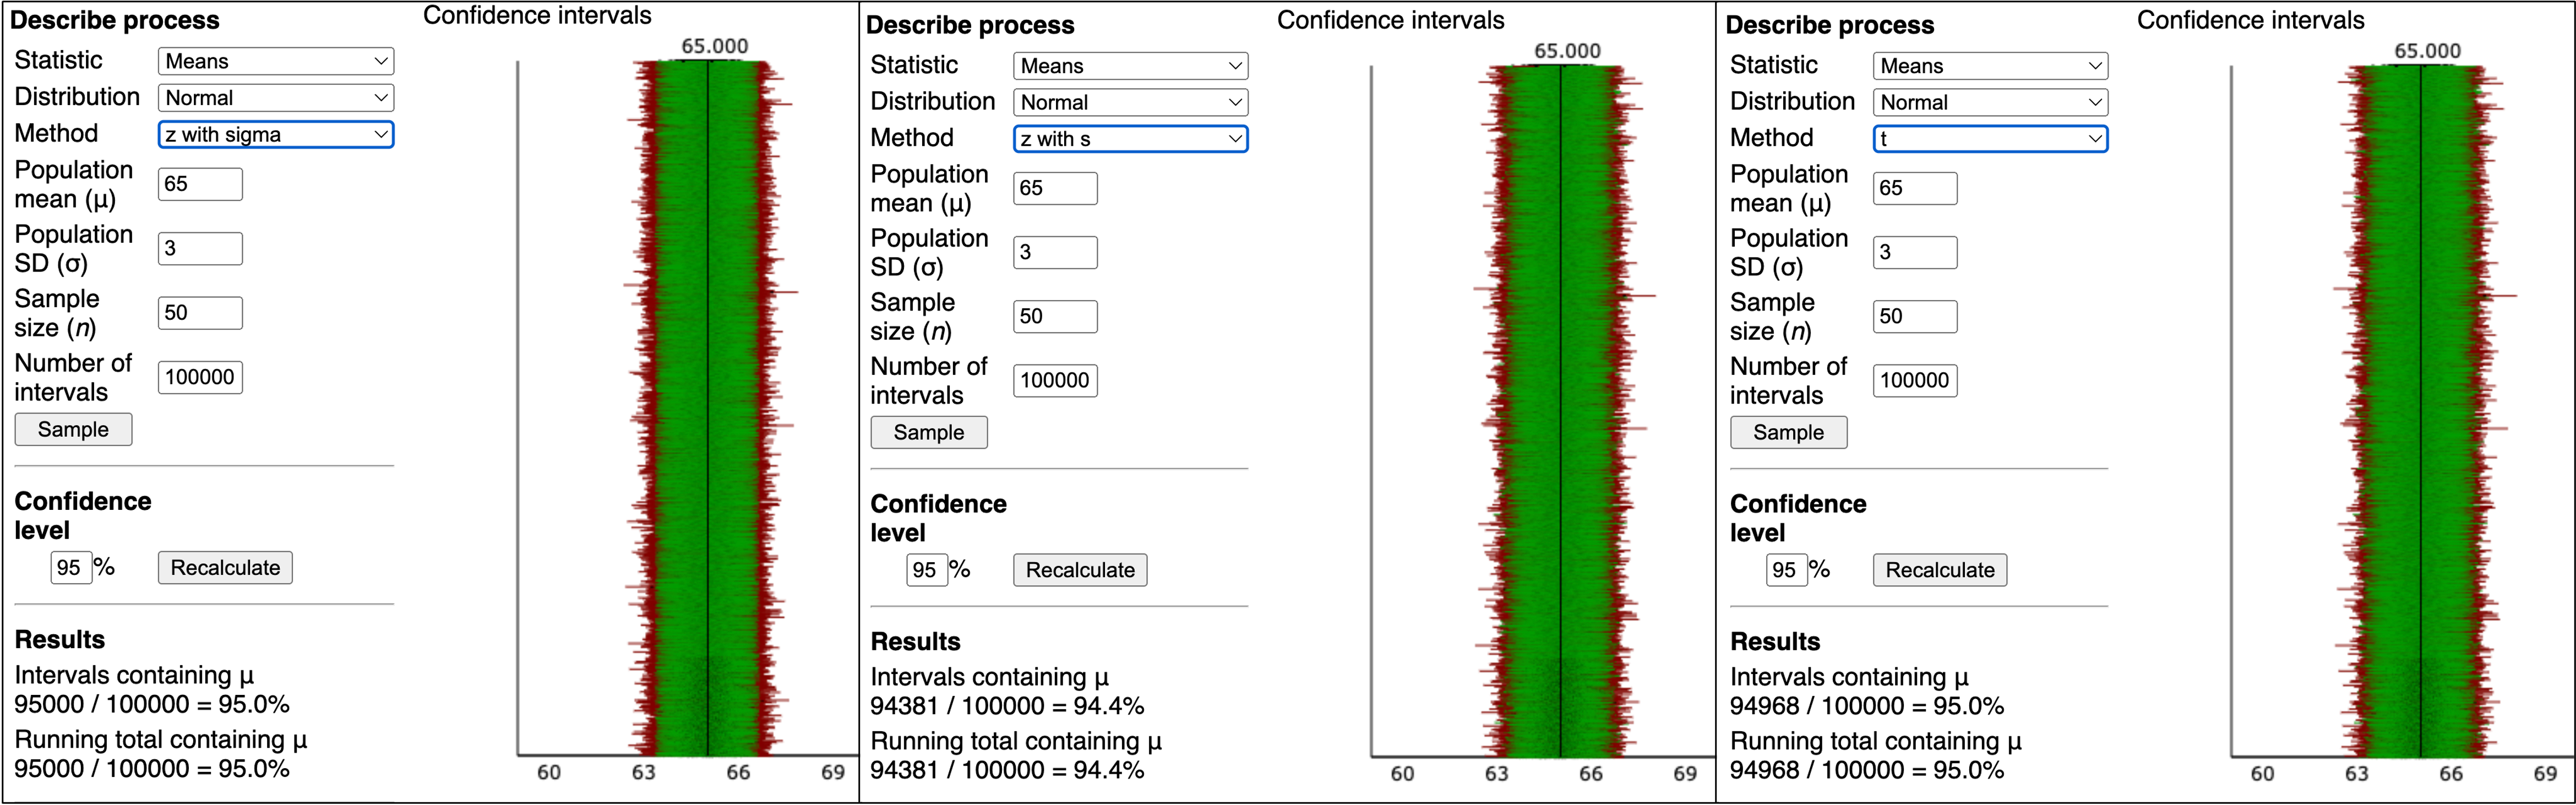 Describe process
Confidence intervals
Statistic Means
Distribution Normal
Method z with sigma
Population
mean (μ) 65
Population
SD (σ) 3
Sample
size (n) 50
Number of
intervals 100000
Sample
Confidence
level
95 % Recalculate
Results
Intervals containing μ
95000 / 100000 = 95.0%
Running total containing μ
95000 / 100000 = 95.0%
65.000
60 63 66 69
Describe process
Confidence intervals
Statistic Means
Distribution Normal
Method z with s
Population
mean (μ) 65
Population
SD (σ) 3
Sample
size (n) 50
Number of
intervals 100000
Sample
Confidence
level
95 % Recalculate
Results
Intervals containing μ
94381 / 100000 = 94.4%
Running total containing μ
94381 / 100000 = 94.4%
65.000
60 63 66 69
Describe process
Confidence intervals
Statistic Means
Distribution Normal
Method t
Population
mean (μ) 65
Population
SD (σ) 3
Sample
size (n) 50
Number of
intervals 100000
Sample
Confidence
level
95 % Recalculate
Results
Intervals containing μ
94968 / 100000 = 95.0%
Running total containing μ
94968 / 100000 = 95.0%
65.000
60 63 66 69